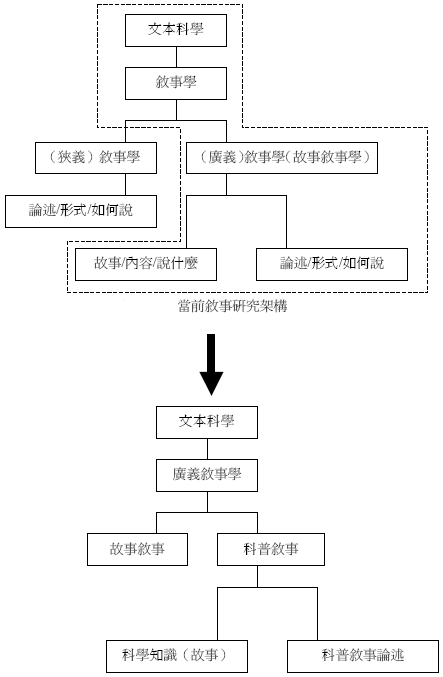 文本科學
敘事學
（狹義）敘事學
（廣義）敘事學（故事敘事學）
論述/形式/如何說
故事/內容/說什麼
論述/形式/如何說
當前敘事研究架構
文本科學
廣義敘事學
故事敘事
科普敘事
科學知識（故事）
科普敘事論述